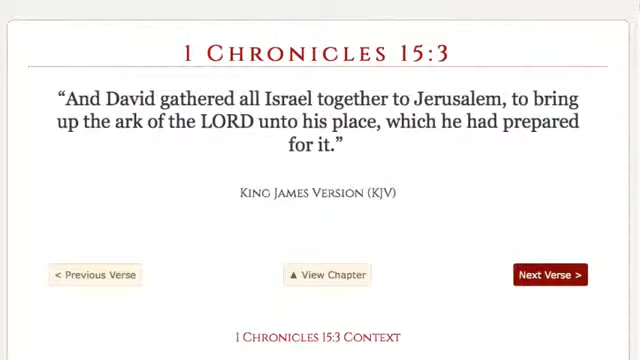 1 Chronicles 15:3
“And David gathered all Israel together to Jerusalem, to bring
up the ark of the LORD unto his place, which he had prepared
for it.”
King James Version (KJV)
< Previous Verse ▲ View Chapter Next Verse >
1 Chronicles 15:3 Context